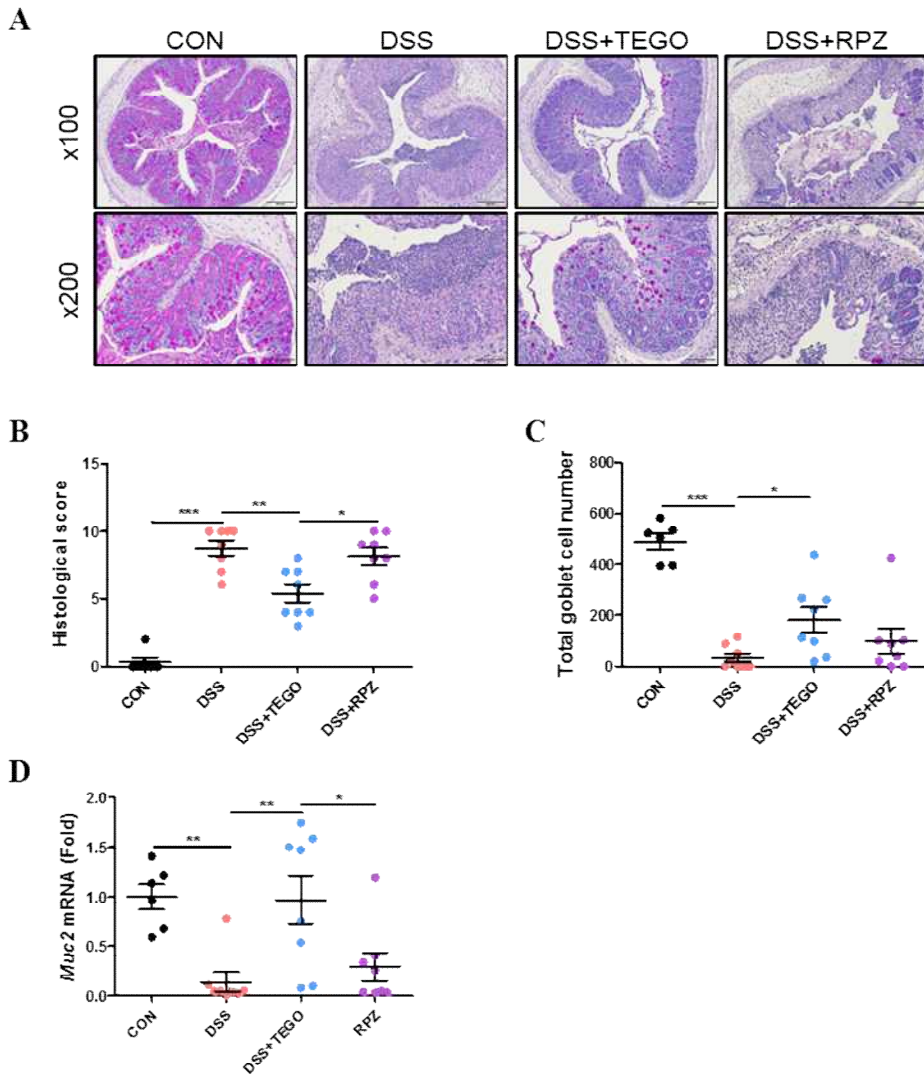 A
CON DSS DSS+TEGO DSS+RPZ
x100
x200
B
Histological score
15
10
5
0
***
**
*
CON
DSS
DSS+TEGO
DSS+RPZ
C
Total goblet cell number
800
600
400
200
0
***
*
CON
DSS
DSS+TEGO
DSS+RPZ
D
Muc2 mRNA (Fold)
2.0
1.5
1.0
0.5
0.0
**
**
*
CON
DSS
DSS+TEGO
RPZ